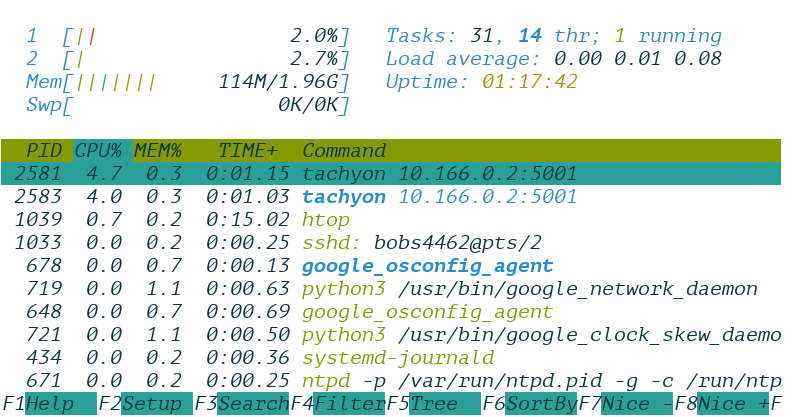 1 [|| 2.0%] Tasks: 31, 14 thr; 1 running
2 [| 2.7%] Load average: 0.00 0.01 0.08
Mem[||||||| 114M/1.96G] Uptime: 01:17:42
Swp[ 0K/0K]
PID CPU% MEM% TIME+ Command
2581 4.7 0.3 0:01.15 tachyon 10.166.0.2:5001
2583 4.0 0.3 0:01.03 tachyon 10.166.0.2:5001
1039 0.7 0.2 0:15.02 htop
1033 0.0 0.2 0:00.25 sshd: bobs4462@pts/2
678 0.0 0.7 0:00.13 google_osconfig_agent
719 0.0 1.1 0:00.63 python3 /usr/bin/google_network_daemon
648 0.0 0.7 0:00.69 google_osconfig_agent
721 0.0 1.1 0:00.50 python3 /usr/bin/google_clock_skew_daemo
434 0.0 0.2 0:00.36 systemd-journald
671 0.0 0.2 0:00.25 ntpd -p /var/run/ntpd.pid -g -c /run/ntp
F1Help F2Setup F3SearchF4FilterF5Tree F6SortByF7Nice -F8Nice +F